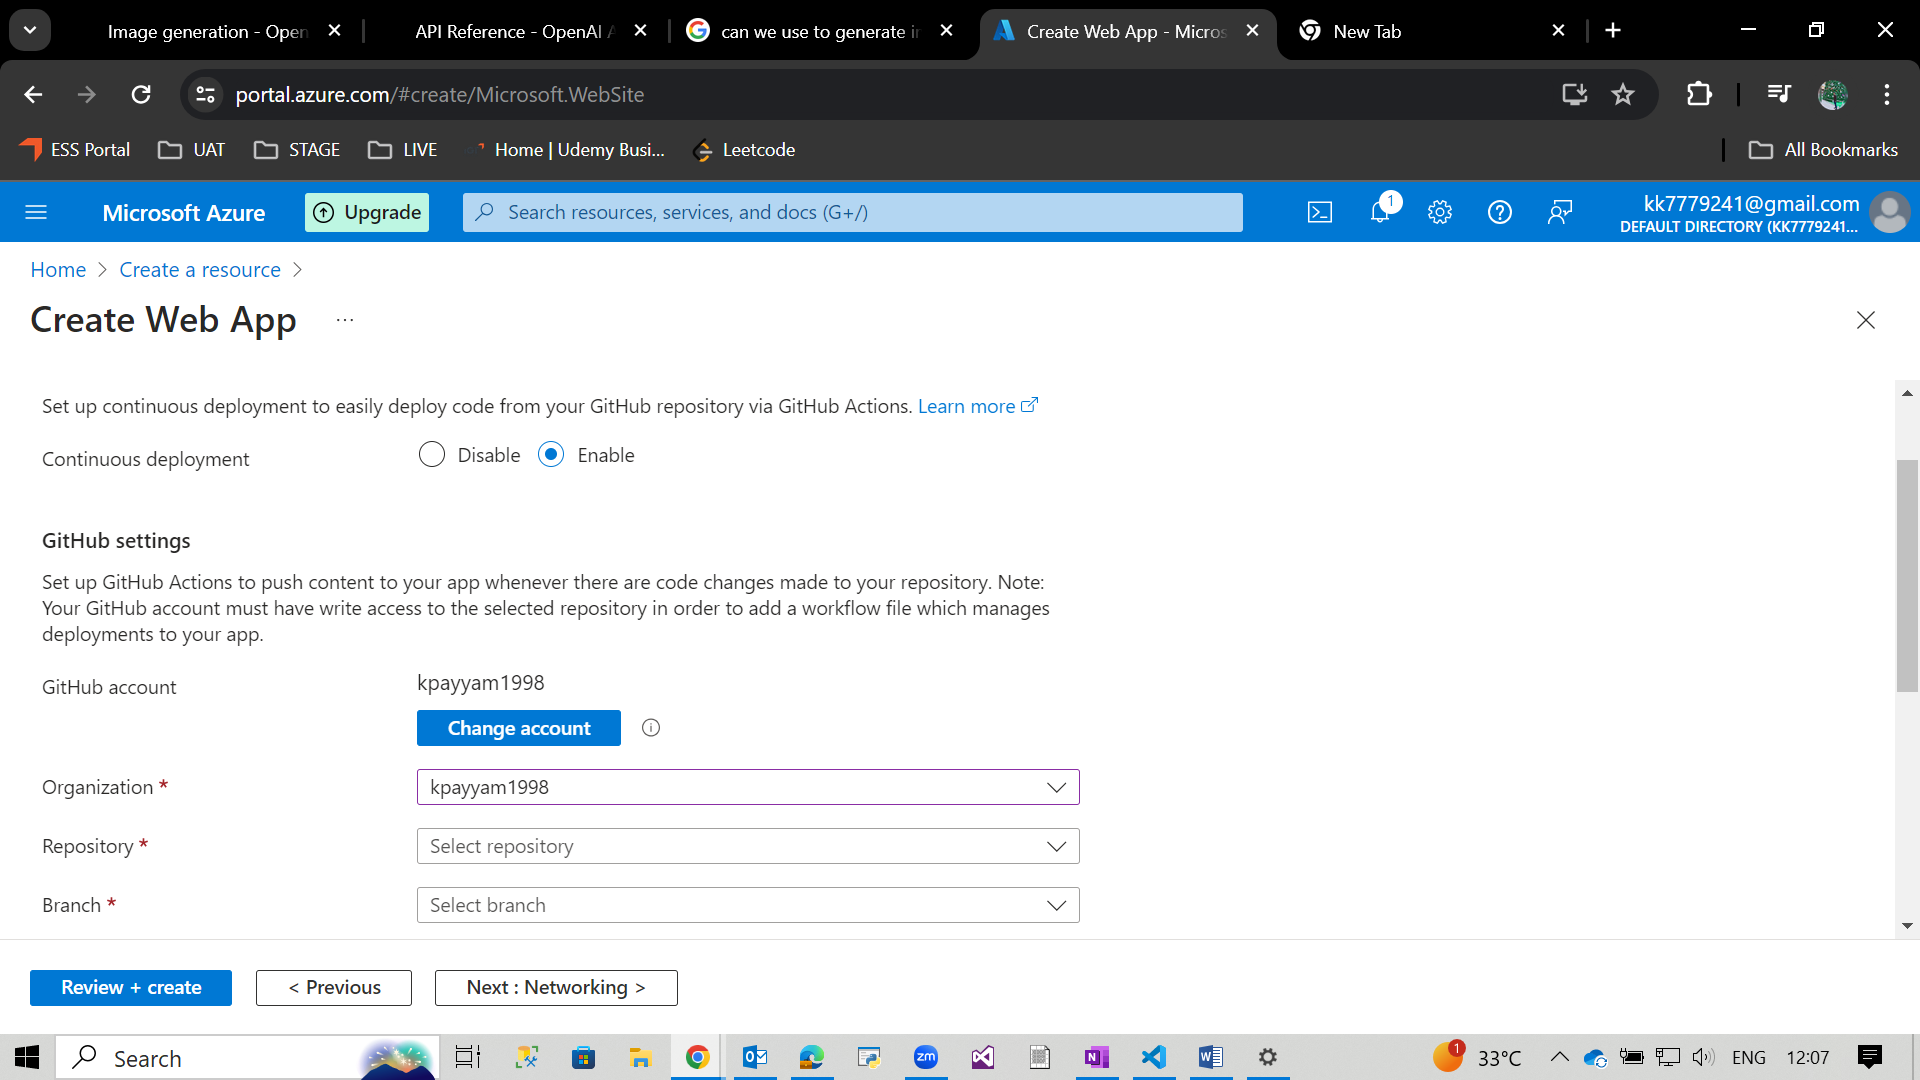 Image generation - Open
API Reference - OpenAI A
can we use to generate in
Create Web App - Micros
New Tab
portal.azure.com/#create/Microsoft.WebSite
ESS Portal
UAT
STAGE
LIVE
Home | Udemy Busi...
Leetcode
All Bookmarks
Microsoft Azure
Upgrade
Search resources, services, and docs (G+/)
1
kk7779241@gmail.com
DEFAULT DIRECTORY (KK7779241...
Home > Create a resource >
Create Web App ...
Set up continuous deployment to easily deploy code from your GitHub repository via GitHub Actions. Learn more
Continuous deployment
Disable
Enable
GitHub settings
Set up GitHub Actions to push content to your app whenever there are code changes made to your repository. Note:
Your GitHub account must have write access to the selected repository in order to add a workflow file which manages
deployments to your app.
GitHub account
kpayyam1998
Change account
Organization *
kpayyam1998
Repository *
Select repository
Branch *
Select branch
Review + create
< Previous
Next : Networking >
Search
zm
1
33°C
ENG
12:07